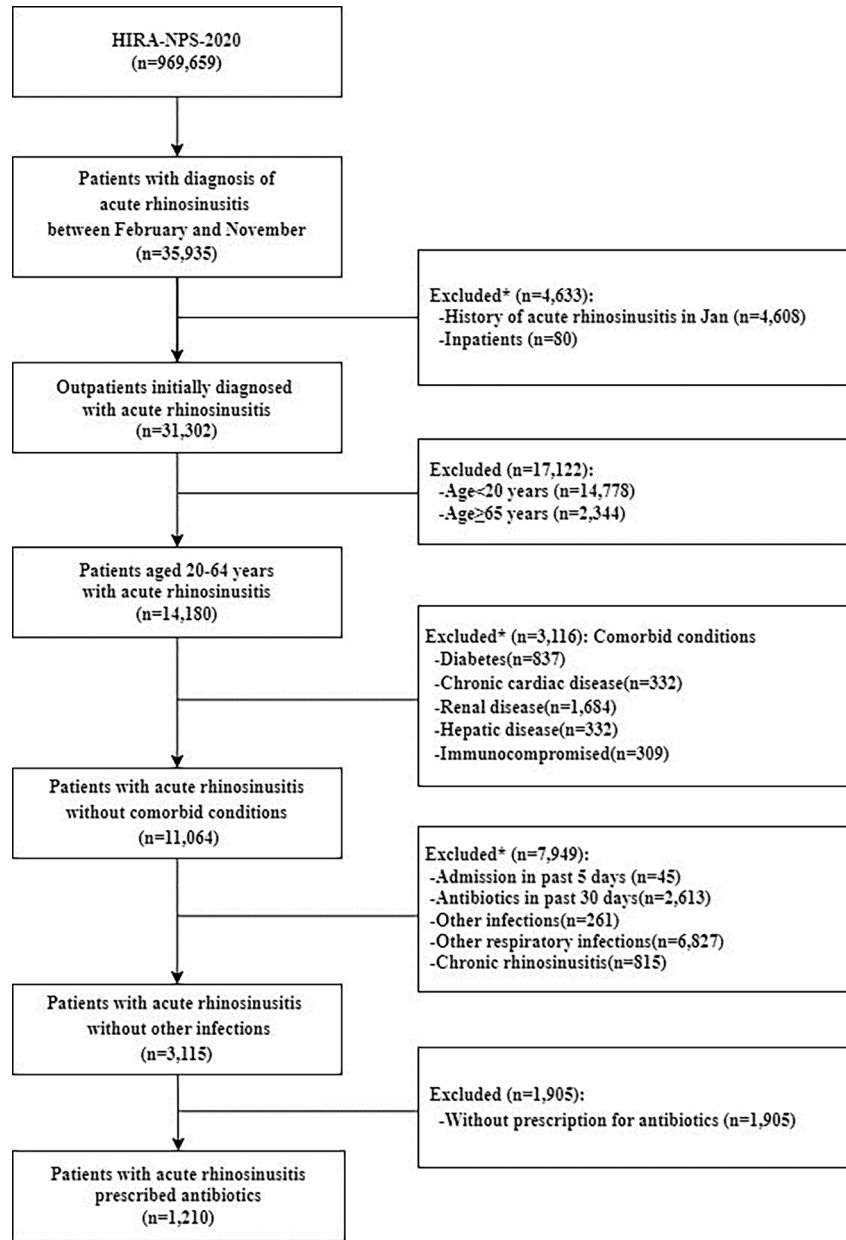 HIRA-NPS-2020
(n=969,659)
Patients with diagnosis of
acute rhinosinusitis
between February and November
(n=35,935)
Excluded* (n=4,633):
-History of acute rhinosinusitis in Jan (n=4,608)
-Inpatients (n=80)
Outpatients initially diagnosed
with acute rhinosinusitis
(n=31,302)
Excluded (n=17,122):
-Age<20 years (n=14,778)
-Age≥65 years (n=2,344)
Patients aged 20-64 years
with acute rhinosinusitis
(n=14,180)
Excluded* (n=3,116): Comorbid conditions
-Diabetes(n=837)
-Chronic cardiac disease(n=332)
-Renal disease(n=1,684)
-Hepatic disease(n=332)
-Immunocompromised(n=309)
Patients with acute rhinosinusitis
without comorbid conditions
(n=11,064)
Excluded* (n=7,949):
-Admission in past 5 days (n=45)
-Antibiotics in past 30 days(n=2,613)
-Other infections(n=261)
-Other respiratory infections(n=6,827)
-Chronic rhinosinusitis(n=815)
Patients with acute rhinosinusitis
without other infections
(n=3,115)
Excluded (n=1,905):
-Without prescription for antibiotics (n=1,905)
Patients with acute rhinosinusitis
prescribed antibiotics
(n=1,210)